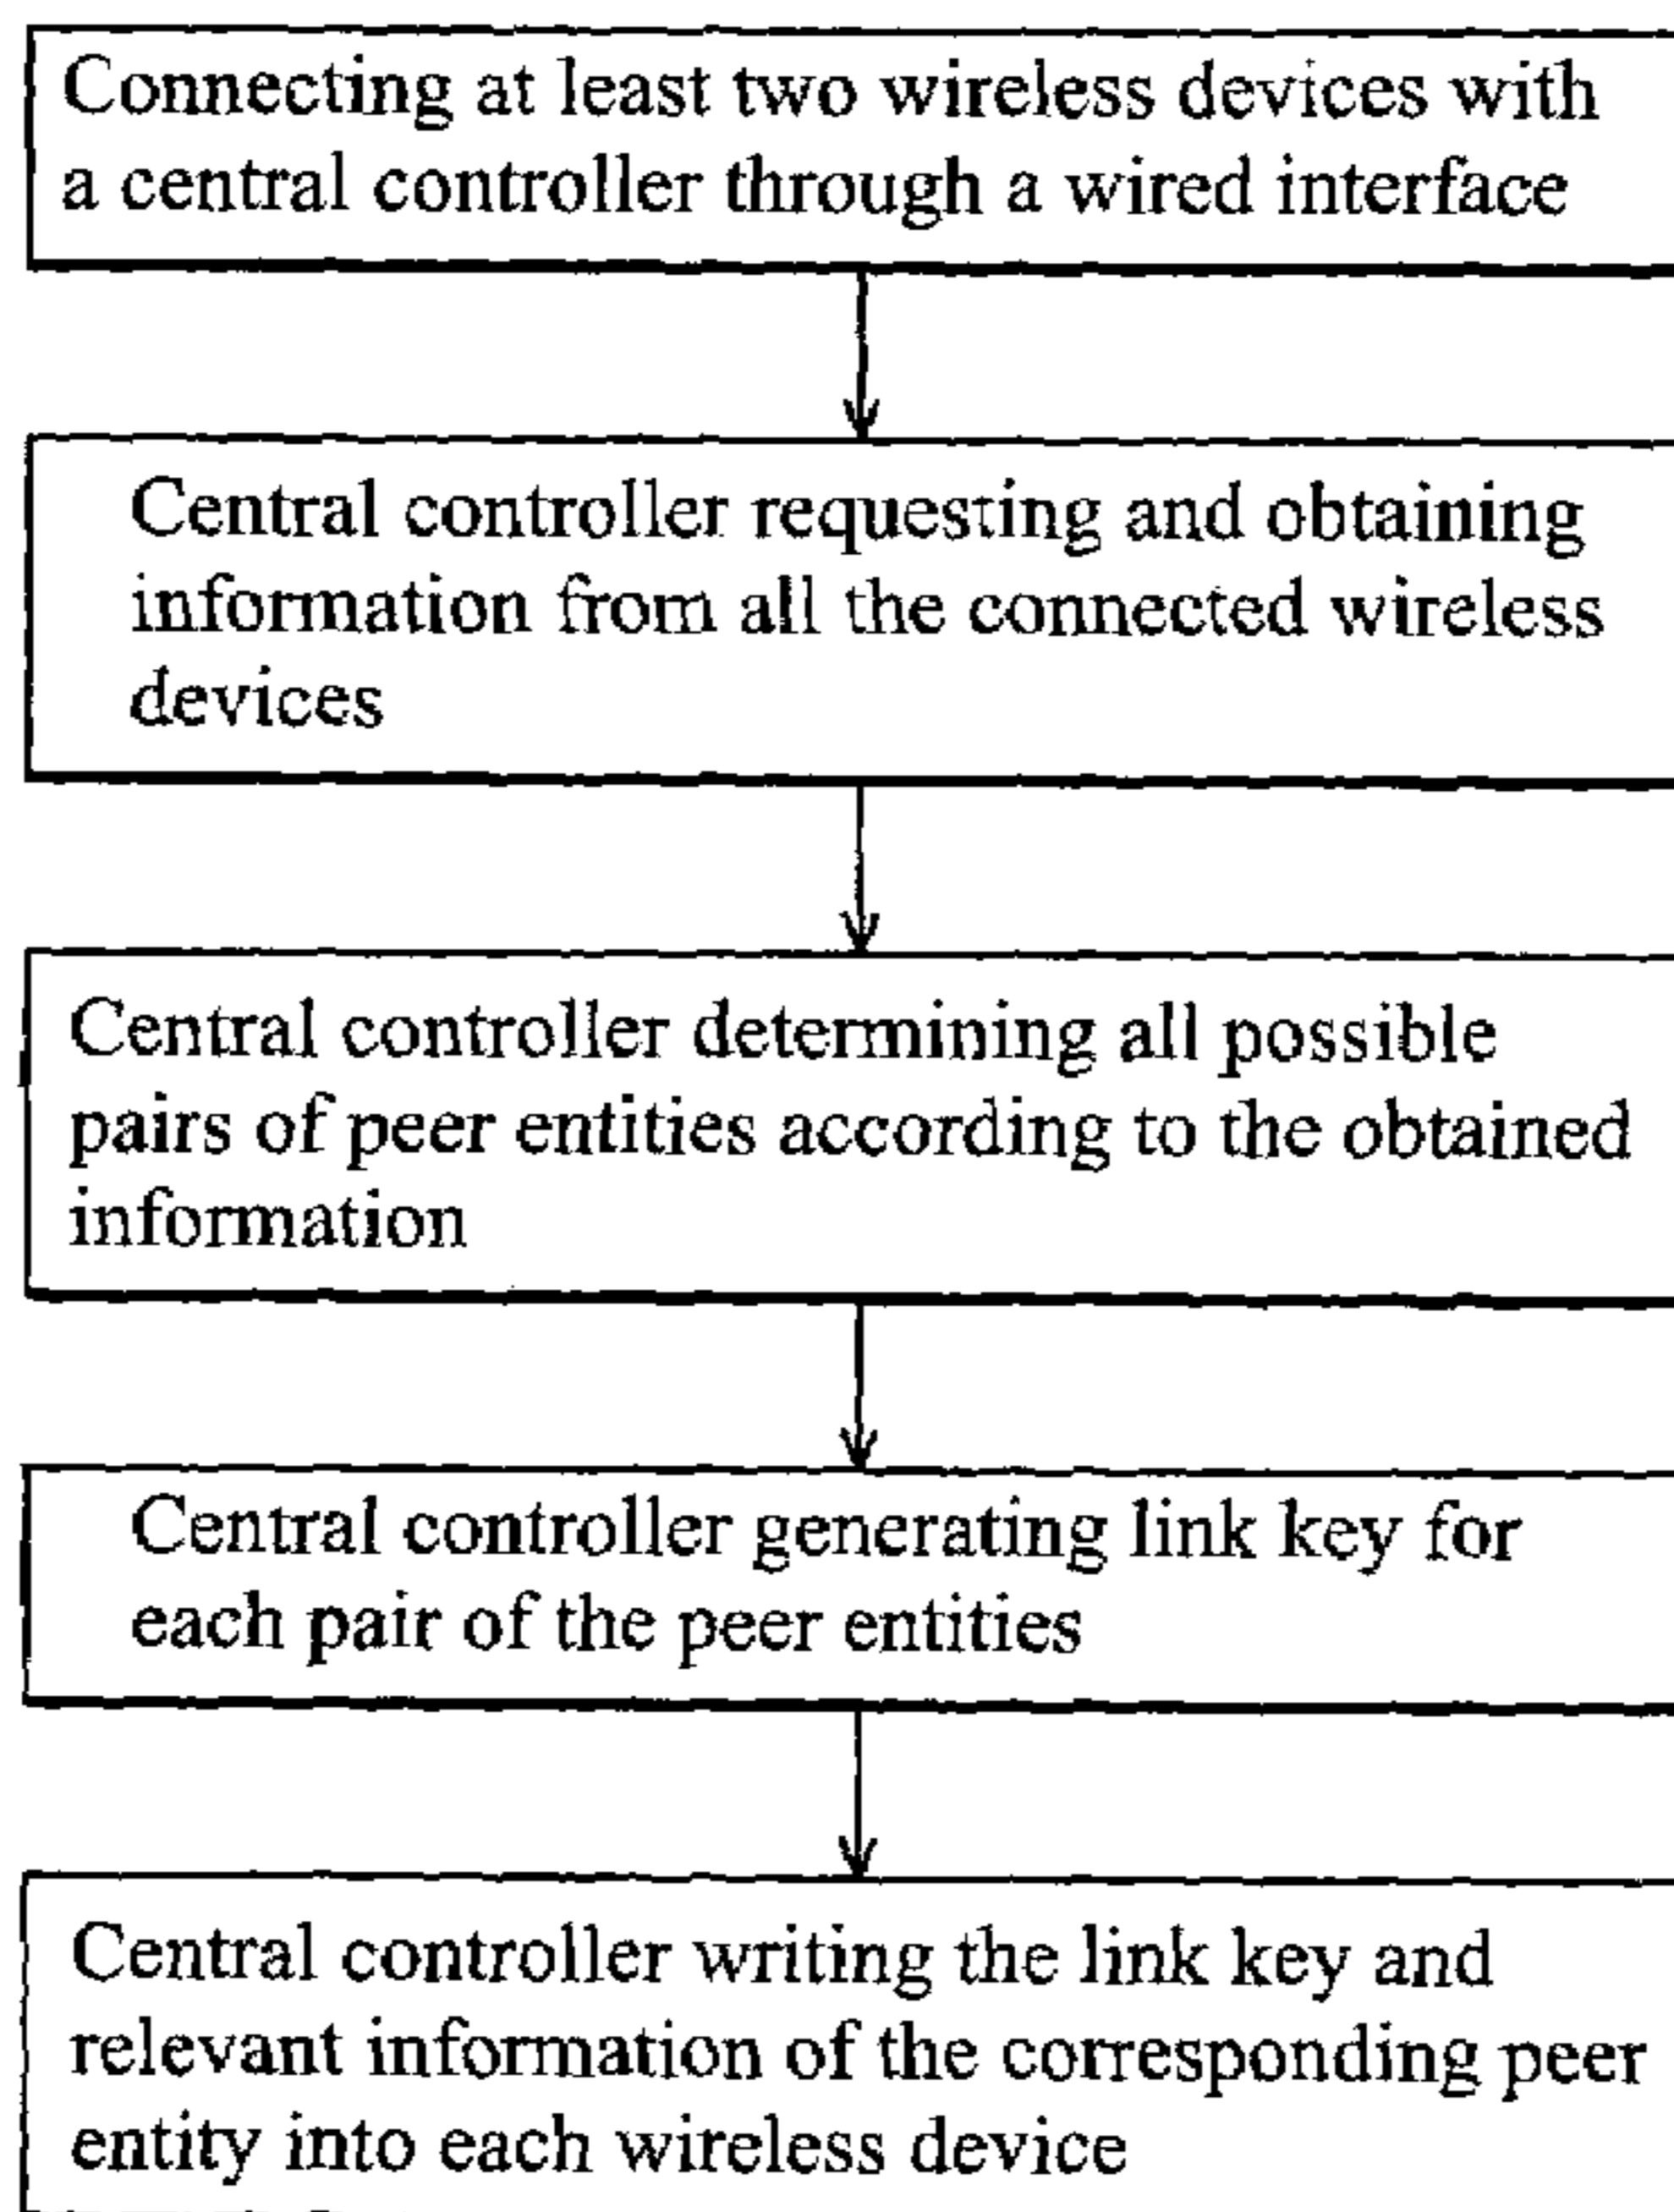 Connecting at least two wireless devices with
a central controller through a wired interface
Central controller requesting and obtaining
information from all the connected wireless
devices
Central controller determining all possible
pairs of peer entities according to the obtained
information
Central controller generating link key for
each pair of the peer entities
Central controller writing the link key and
relevant information of the corresponding peer
entity into each wireless device